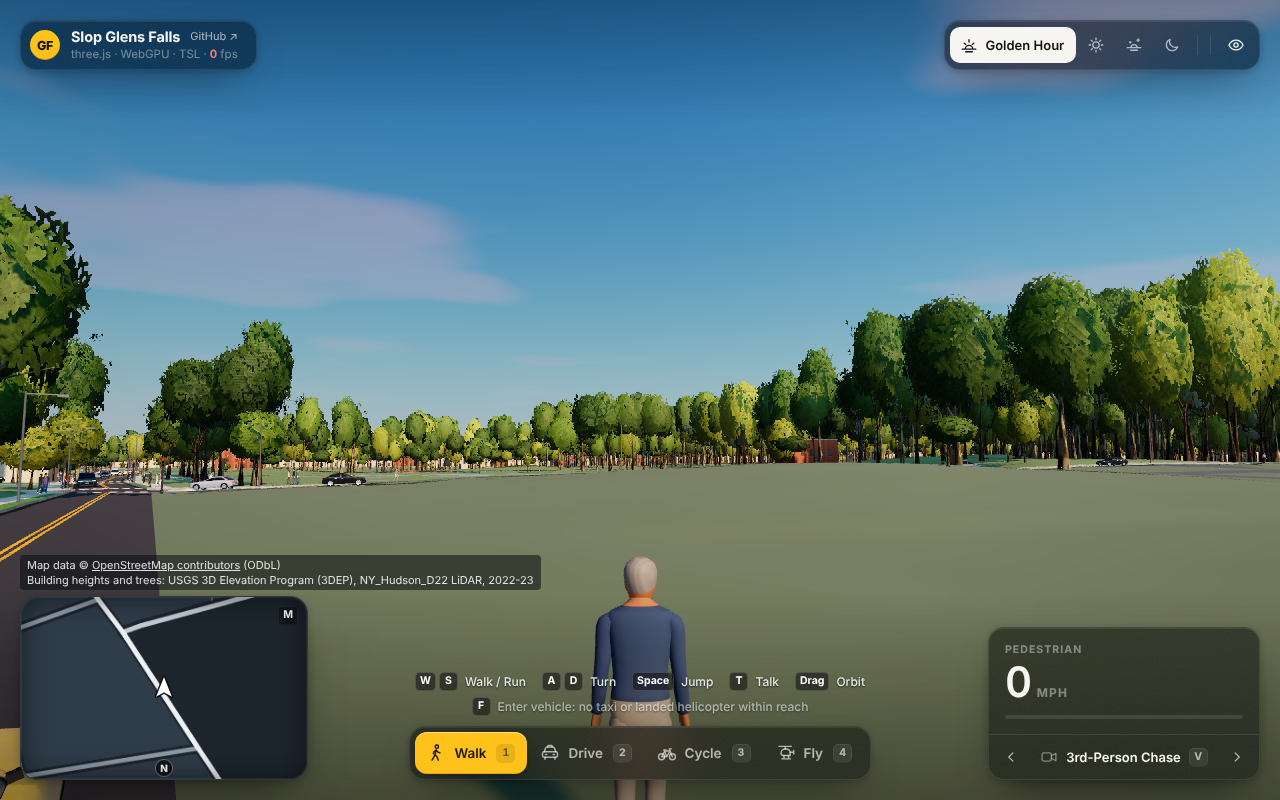 GF
Slop Glens Falls GitHub ↗
three.js · WebGPU · TSL · 0 fps
Golden Hour
Map data © OpenStreetMap contributors (ODbL)
Building heights and trees: USGS 3D Elevation Program (3DEP), NY_Hudson_D22 LiDAR, 2022-23
M
N
W S Walk / Run A D Turn Space Jump T Talk Drag Orbit
F Enter vehicle: no taxi or landed helicopter within reach
Walk 1 Drive 2 Cycle 3 Fly 4
PEDESTRIAN
0 MPH
3rd-Person Chase V